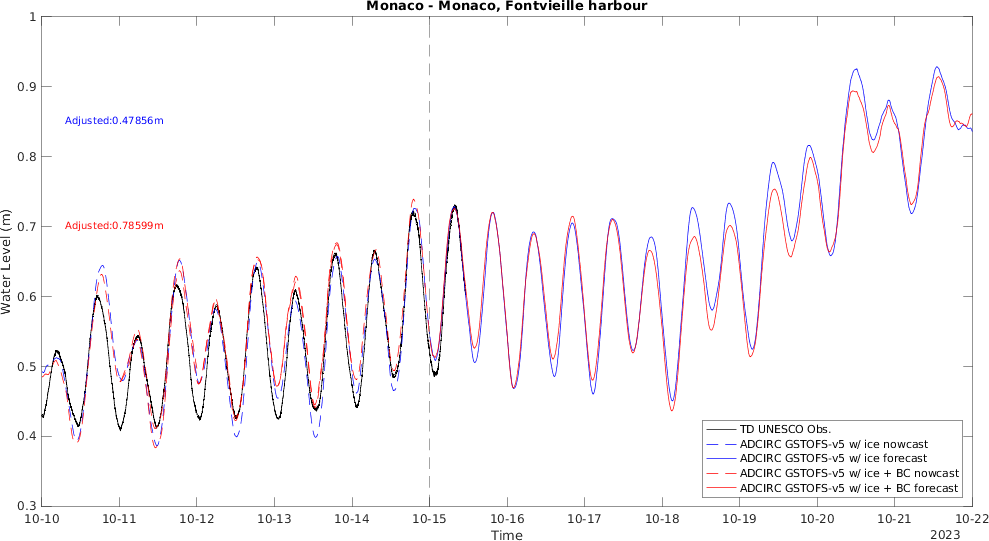 Monaco - Monaco, Fontvieille harbour
Water Level (m)
1
0.9
0.8
0.7
0.6
0.5
0.4
0.3
Adjusted:0.47856m
Adjusted:0.78599m
TD UNESCO Obs.
ADCIRC GSTOFS-v5 w/ ice nowcast
ADCIRC GSTOFS-v5 w/ ice forecast
ADCIRC GSTOFS-v5 w/ ice + BC nowcast
ADCIRC GSTOFS-v5 w/ ice + BC forecast
10-10 10-11 10-12 10-13 10-14 10-15 10-16 10-17 10-18 10-19 10-20 10-21 10-22
Time
2023